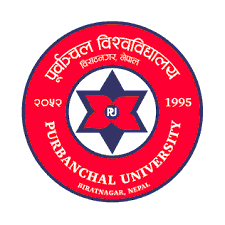 पूर्वाञ्चल विश्वविद्यालय
विराटनगर, नेपाल
२०५२
1995
PU
PURBANCHAL UNIVERSITY
BIRATNAGAR, NEPAL